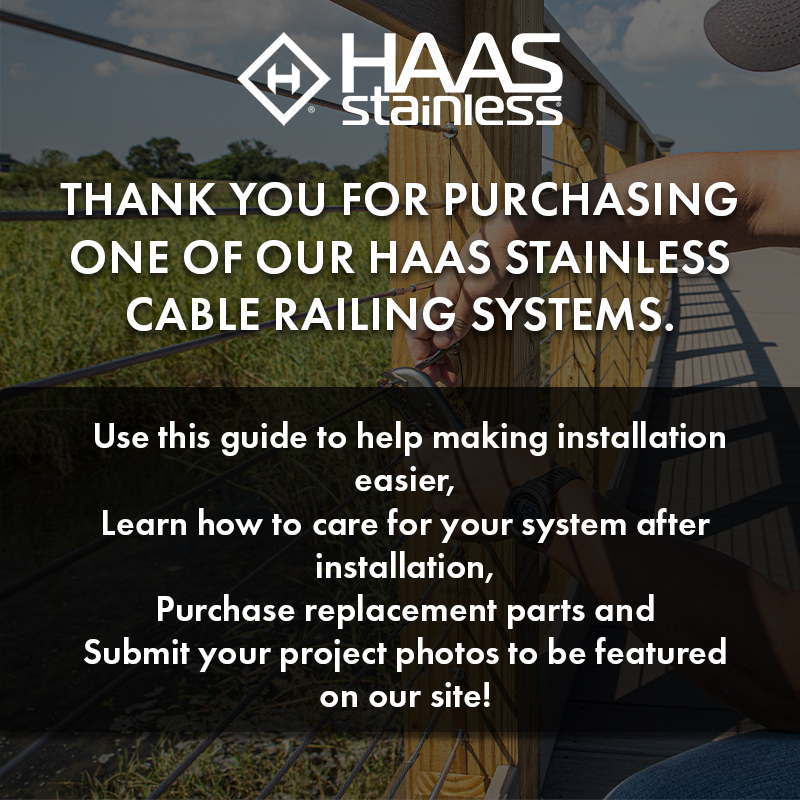 HAAS
stainless
THANK YOU FOR PURCHASING
ONE OF OUR HAAS STAINLESS
CABLE RAILING SYSTEMS.
Use this guide to help making installation
easier,
Learn how to care for your system after
installation,
Purchase replacement parts and
Submit your project photos to be featured
on our site!